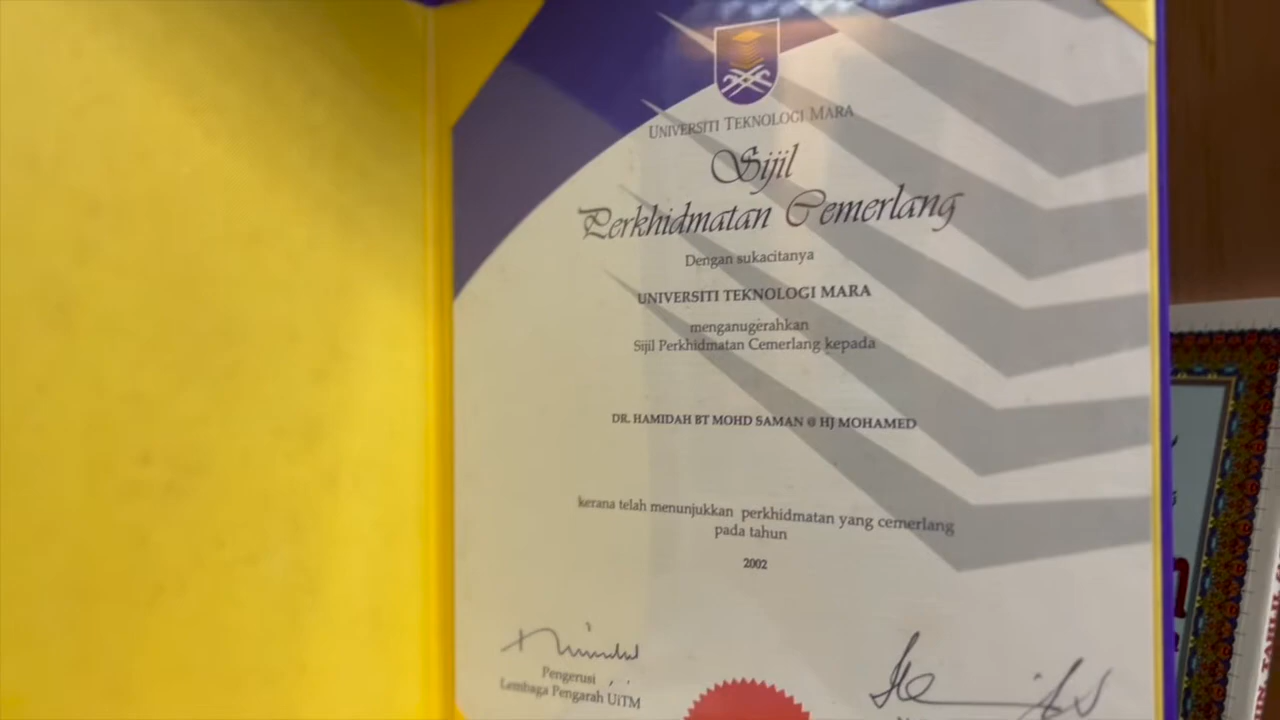 UNIVERSITI TEKNOLOGI MARA
Sijil
Perkhidmatan Cemerlang
Dengan sukacitanya
UNIVERSITI TEKNOLOGI MARA
menganugerahkan
Sijil Perkhidmatan Cemerlang kepada
DR. HAMIDAH BT MOHD SAMAN @ HJ MOHAMED
kerana telah menunjukkan perkhidmatan yang cemerlang
pada tahun
2002
Pengerusi
Lembaga Pengarah UiTM